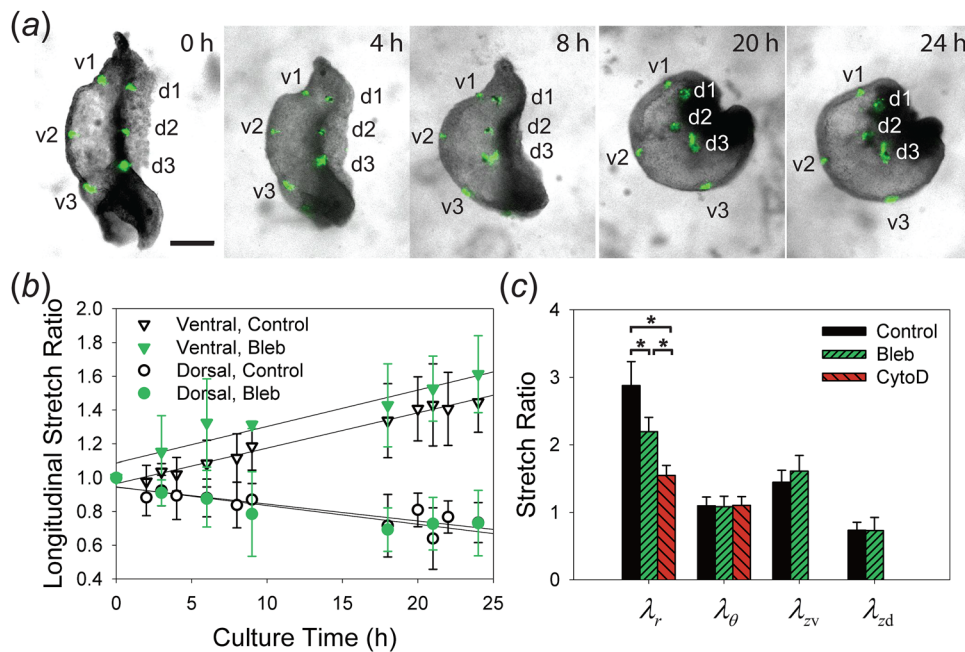 (a)
0 h
v1
d1
v2
d2
d3
v3
4 h
v1
d1
v2
d2
d3
v3
8 h
v1
d1
v2
d2
d3
v3
20 h
v1
d1
d2
v2
d3
v3
24 h
v1
d1
d2
v2
d3
v3
(b)
Longitudinal Stretch Ratio
1.8
1.6
1.4
1.2
1.0
0.8
0.6
0.4
2.0
Ventral, Control
Ventral, Bleb
Dorsal, Control
Dorsal, Bleb
0 5 10 15 20 25
Culture Time (h)
(c)
Stretch Ratio
4
3
2
1
0
*
* *
Control
Bleb
CytoD
λr λθ λzv λzd